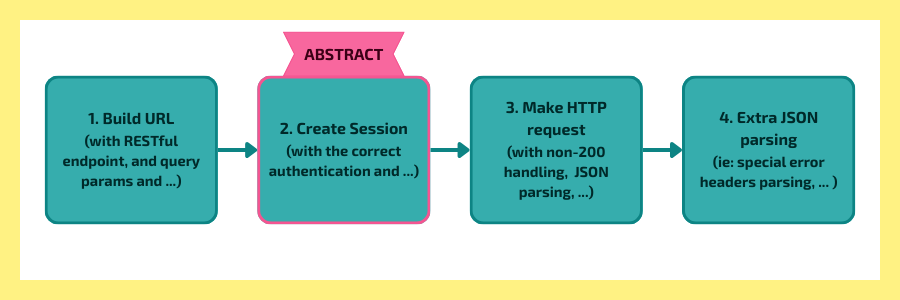 ABSTRACT
1. Build URL
(with RESTful
endpoint, and query
params and ...)
2. Create Session
(with the correct
authentication and ...)
3. Make HTTP
request
(with non-200
handling, JSON
parsing, ...)
4. Extra JSON
parsing
(ie: special error
headers parsing, ... )